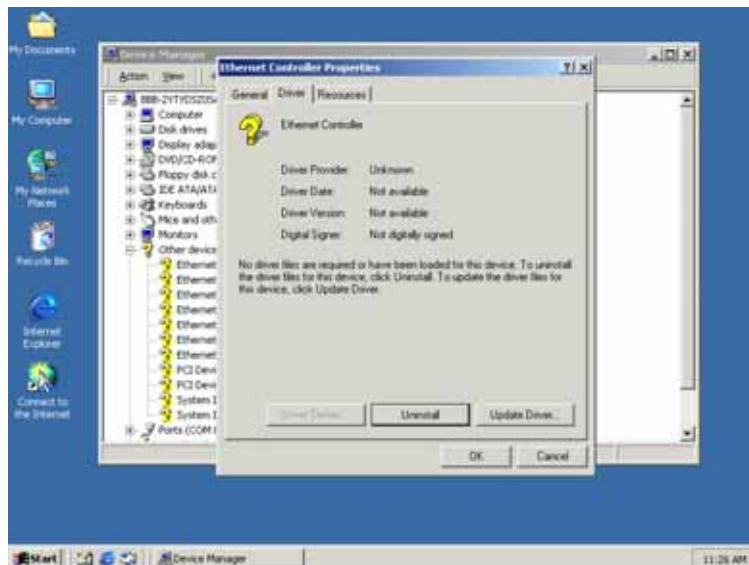 My Documents
My Computer
My Network
Places
Recycle Bin
Internet
Explorer
Connect to
the Internet
Device Manager
Action View
Computer
Disk drives
Display adap
DVD/CD-ROM
Floppy disk c
IDE ATA/ATA
Keyboards
Mice and oth
Monitors
Other device
Ethernet
Ethernet
Ethernet
Ethernet
Ethernet
Ethernet
Ethernet
PCI Devi
PCI Devi
System I
System I
Ports (COM
Ethernet Controller Properties
General Driver Resources
Ethernet Controller
Driver Provider: Unknown
Driver Date: Not available
Driver Version: Not available
Digital Signer: Not digitally signed
No driver files are required or have been loaded for this device. To uninstall
the driver files for this device, click Uninstall. To update the driver files for
this device, click Update Driver.
Driver Details... Uninstall Update Driver...
OK Cancel
Start Device Manager 11:26 AM